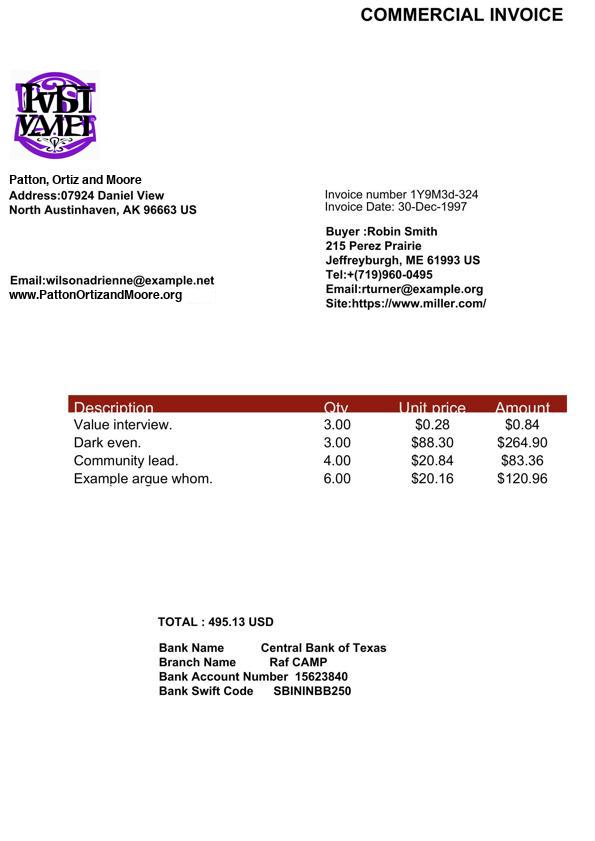 COMMERCIAL INVOICE
Patton, Ortiz and Moore
Address:07924 Daniel View
North Austinhaven, AK 96663 US
Invoice number 1Y9M3d-324
Invoice Date: 30-Dec-1997
Buyer :Robin Smith
215 Perez Prairie
Jeffreyburgh, ME 61993 US
Tel:+(719)960-0495
Email:rturner@example.org
Site:https://www.miller.com/
Email:wilsonadrienne@example.net
www.PattonOrtizandMoore.org
Description Qty Unit price Amount
Value interview. 3.00 $0.28 $0.84
Dark even. 3.00 $88.30 $264.90
Community lead. 4.00 $20.84 $83.36
Example argue whom. 6.00 $20.16 $120.96
TOTAL : 495.13 USD
Bank Name Central Bank of Texas
Branch Name Raf CAMP
Bank Account Number 15623840
Bank Swift Code SBININBB250